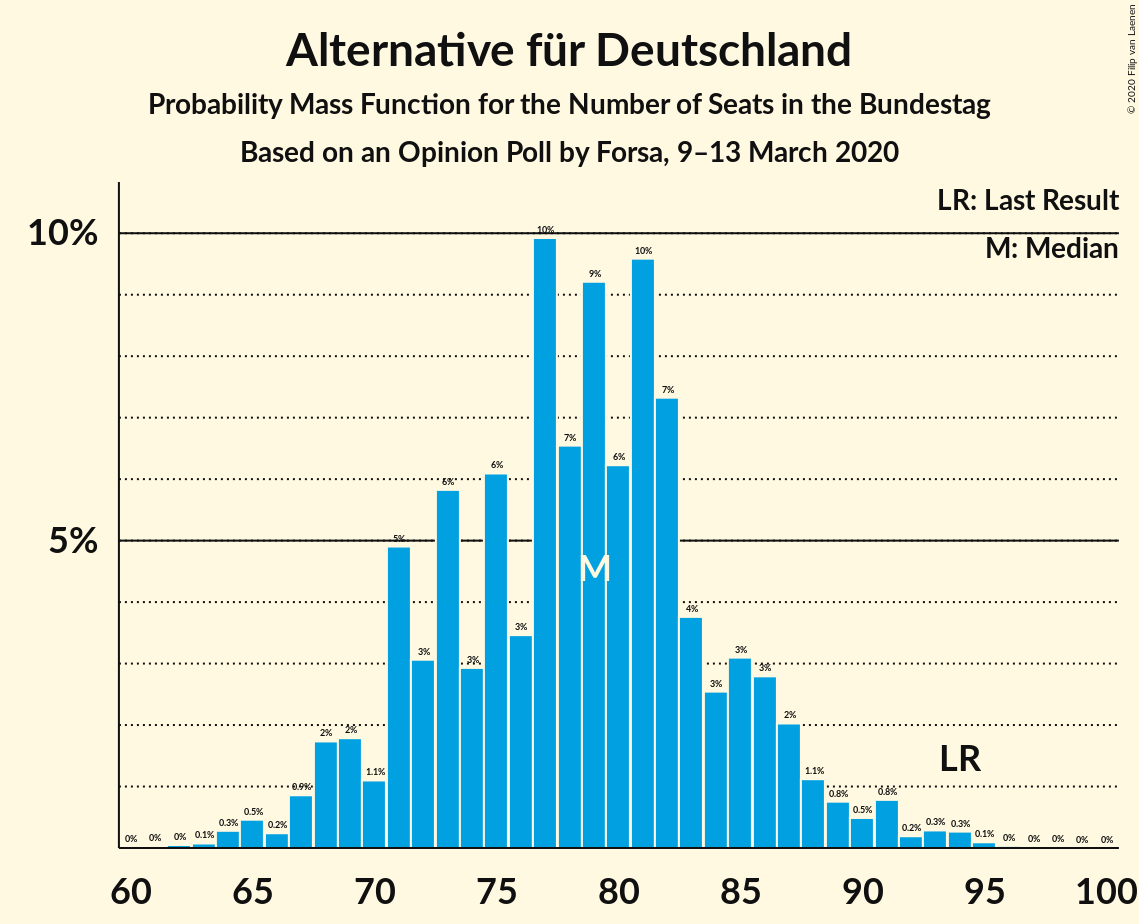 Alternative für Deutschland
Probability Mass Function for the Number of Seats in the Bundestag
Based on an Opinion Poll by Forsa, 9–13 March 2020
© 2020 Filip van Laenen
LR: Last Result
M: Median
10%
5%
0% 0% 0% 0.1% 0.3% 0.5% 0.2% 0.9% 2% 2% 1.1% 5% 3% 6% 3% 6% 3% 10% 7% 9% 6% 10% 7% 4% 3% 3% 3% 2% 1.1% 0.8% 0.5% 0.8% 0.2% 0.3% 0.3% 0.1% 0% 0% 0% 0% 0%
M
LR
60 65 70 75 80 85 90 95 100